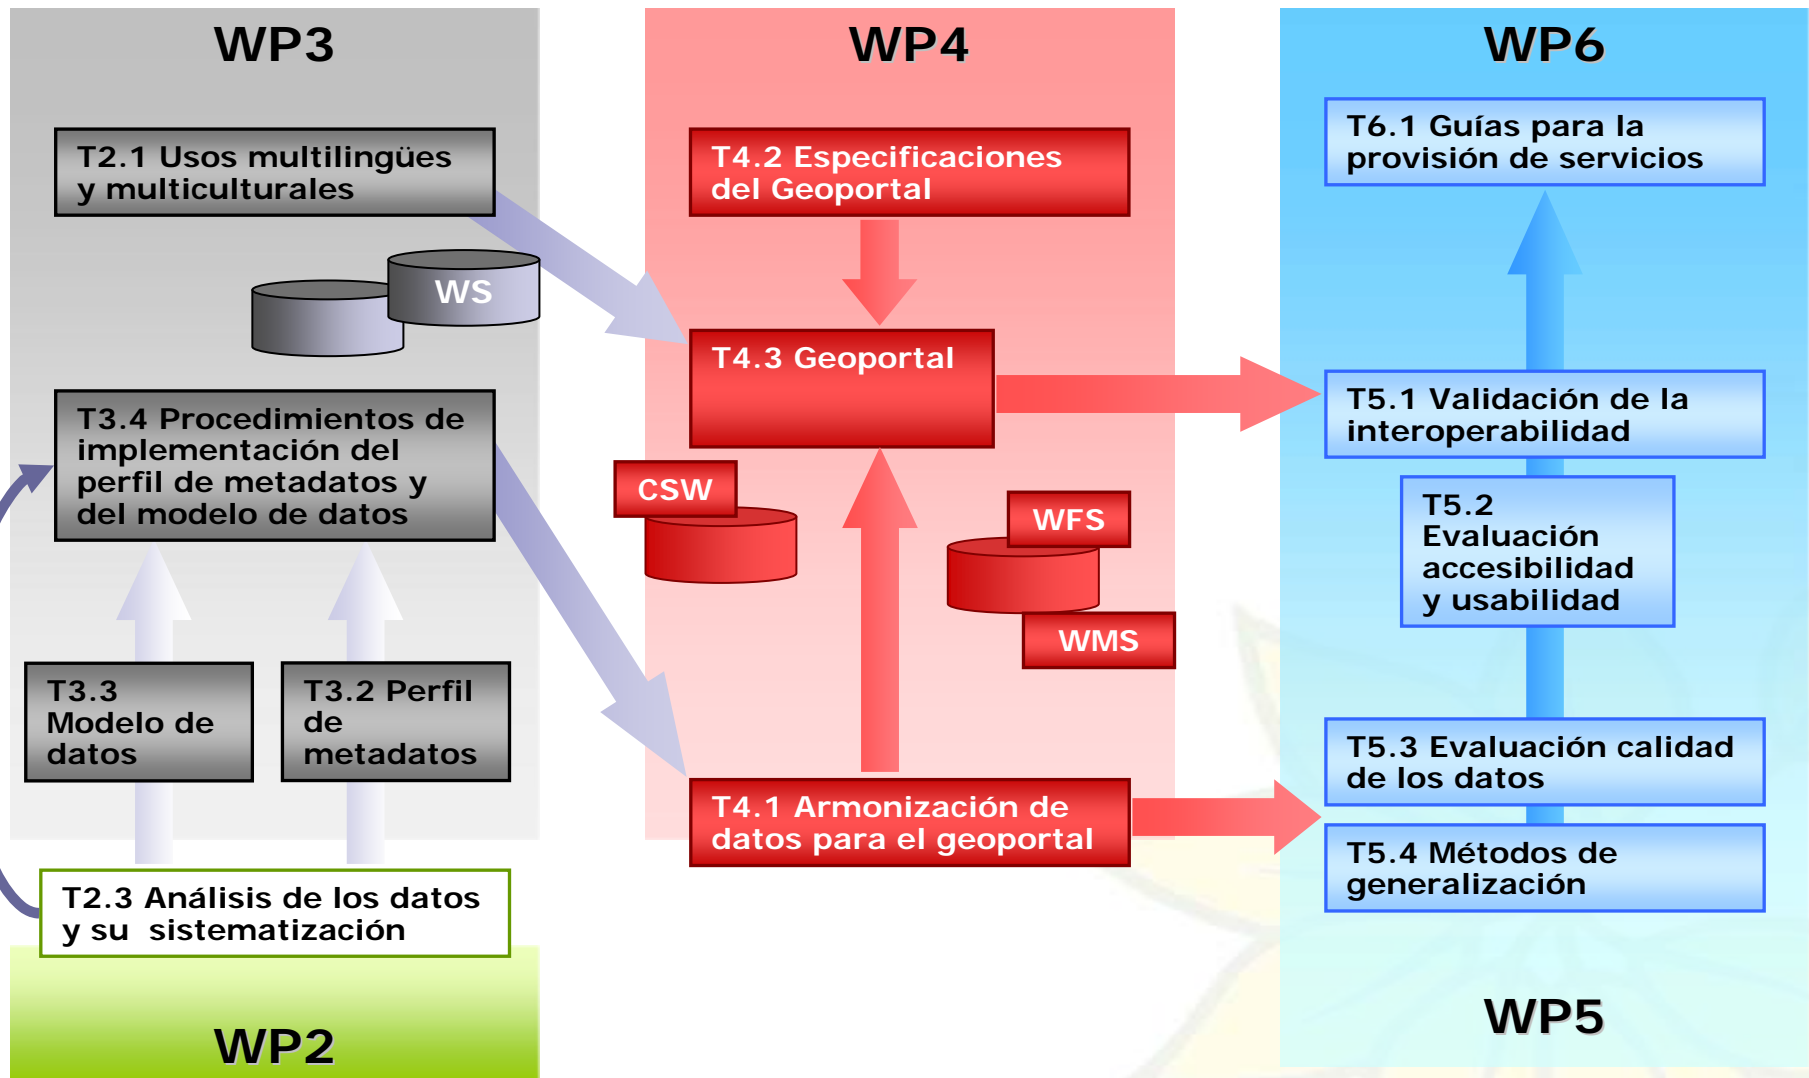 WP3
T2.1 Usos multilingües
y multiculturales
WS
T3.4 Procedimientos de
implementación del
perfil de metadatos y
del modelo de datos
T3.3
Modelo de
datos
T3.2 Perfil
de
metadatos
T2.3 Análisis de los datos
y su sistematización
WP2
WP4
T4.2 Especificaciones
del Geoportal
T4.3 Geoportal
CSW
WFS
WMS
T4.1 Armonización de
datos para el geoportal
WP6
T6.1 Guías para la
provisión de servicios
T5.1 Validación de la
interoperabilidad
T5.2
Evaluación
accesibilidad
y usabilidad
T5.3 Evaluación calidad
de los datos
T5.4 Métodos de
generalización
WP5